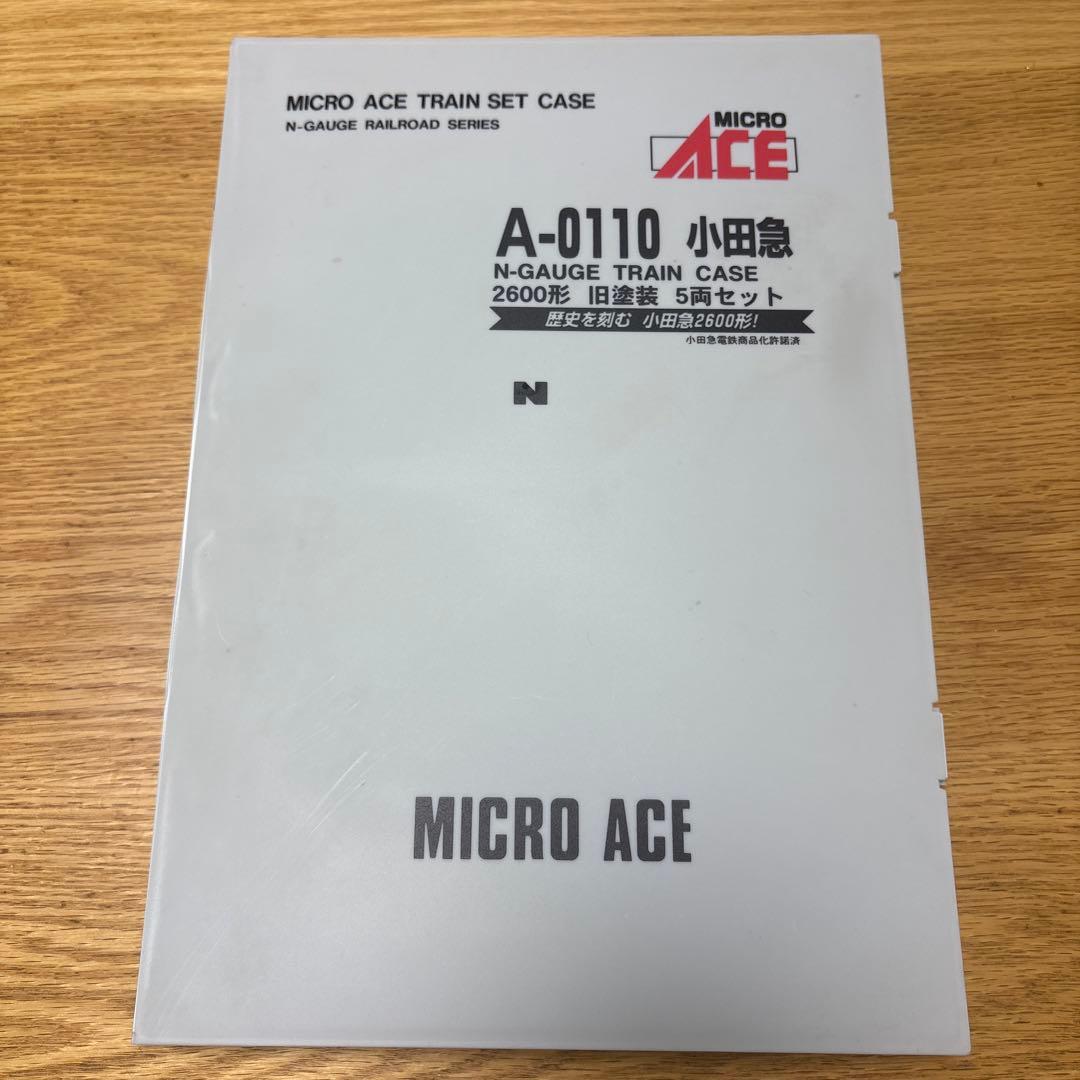 MICRO ACE TRAIN SET CASE
N-GAUGE RAILROAD SERIES
MICRO
ACE
A-0110 小田急
N-GAUGE TRAIN CASE
2600形 旧塗装 5両セット
歴史を刻む 小田急2600形!
小田急電鉄商品化許諾済
N
MICRO ACE